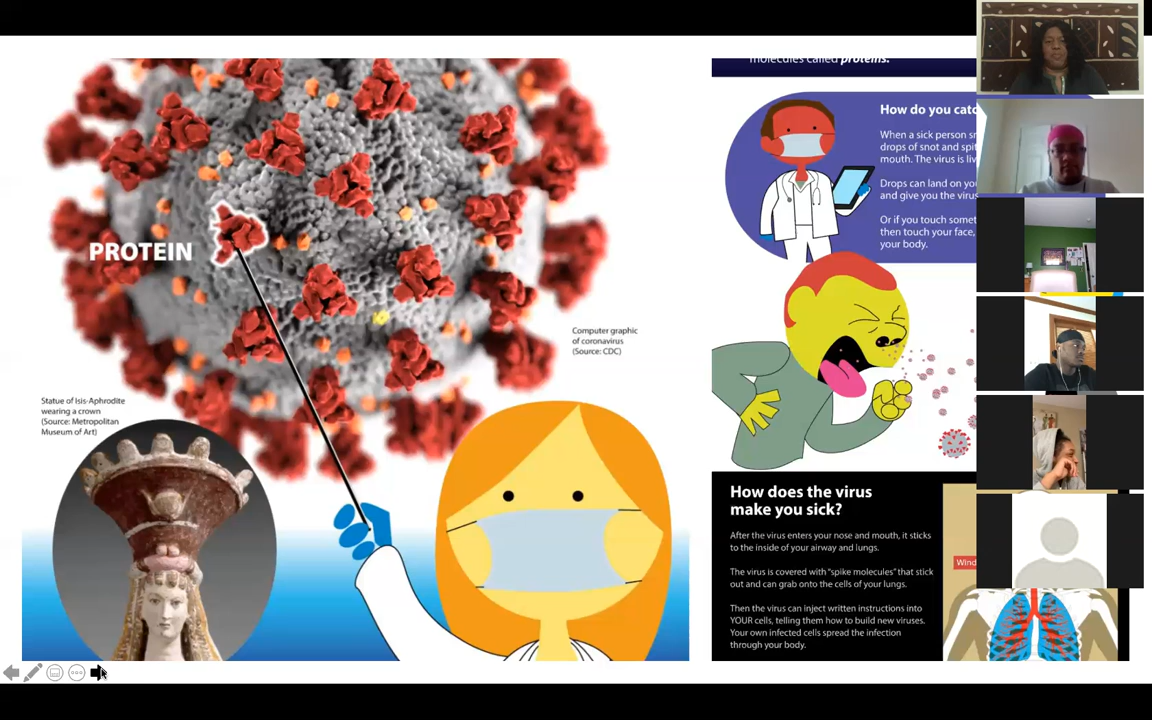 PROTEIN
Computer graphic
of coronavirus
(Source: CDC)
Statue of Isis-Aphrodite
wearing a crown
(Source: Metropolitan
Museum of Art)
molecules called proteins.
How do you
When a sick person
drops of snot and spit
mouth. The virus is
Drops can land on you
and give you the virus
Or if you touch
then touch your face,
your body.
How does the virus
make you sick?
After the virus enters your nose and mouth, it sticks
to the inside of your airway and lungs.
The virus is covered with “spike molecules” that stick
out and can grab onto the cells of your lungs.
Then the virus can inject written instructions into
YOUR cells, telling them how to build new viruses.
Your own infected cells spread the infection
through your body.